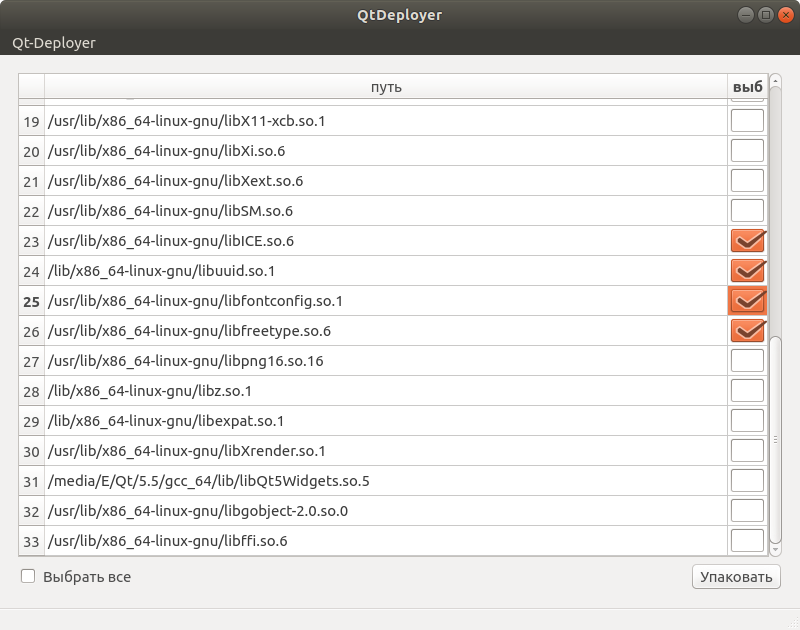 QtDeployer
Qt-Deployer
путь выб
19 /usr/lib/x86_64-linux-gnu/libX11-xcb.so.1
20 /usr/lib/x86_64-linux-gnu/libXi.so.6
21 /usr/lib/x86_64-linux-gnu/libXext.so.6
22 /usr/lib/x86_64-linux-gnu/libSM.so.6
23 /usr/lib/x86_64-linux-gnu/libICE.so.6
24 /lib/x86_64-linux-gnu/libuuid.so.1
25 /usr/lib/x86_64-linux-gnu/libfontconfig.so.1
26 /usr/lib/x86_64-linux-gnu/libfreetype.so.6
27 /usr/lib/x86_64-linux-gnu/libpng16.so.16
28 /lib/x86_64-linux-gnu/libz.so.1
29 /lib/x86_64-linux-gnu/libexpat.so.1
30 /usr/lib/x86_64-linux-gnu/libXrender.so.1
31 /media/E/Qt/5.5/gcc_64/lib/libQt5Widgets.so.5
32 /usr/lib/x86_64-linux-gnu/libgobject-2.0.so.0
33 /usr/lib/x86_64-linux-gnu/libffi.so.6
Выбрать все Упаковать